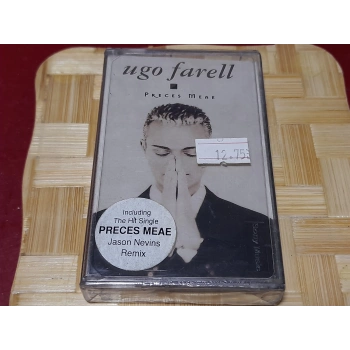 ugo farell
PRECES MEAE
12.75
Including
The Hit Single
PRECES MEAE
Jason Nevins
Remix